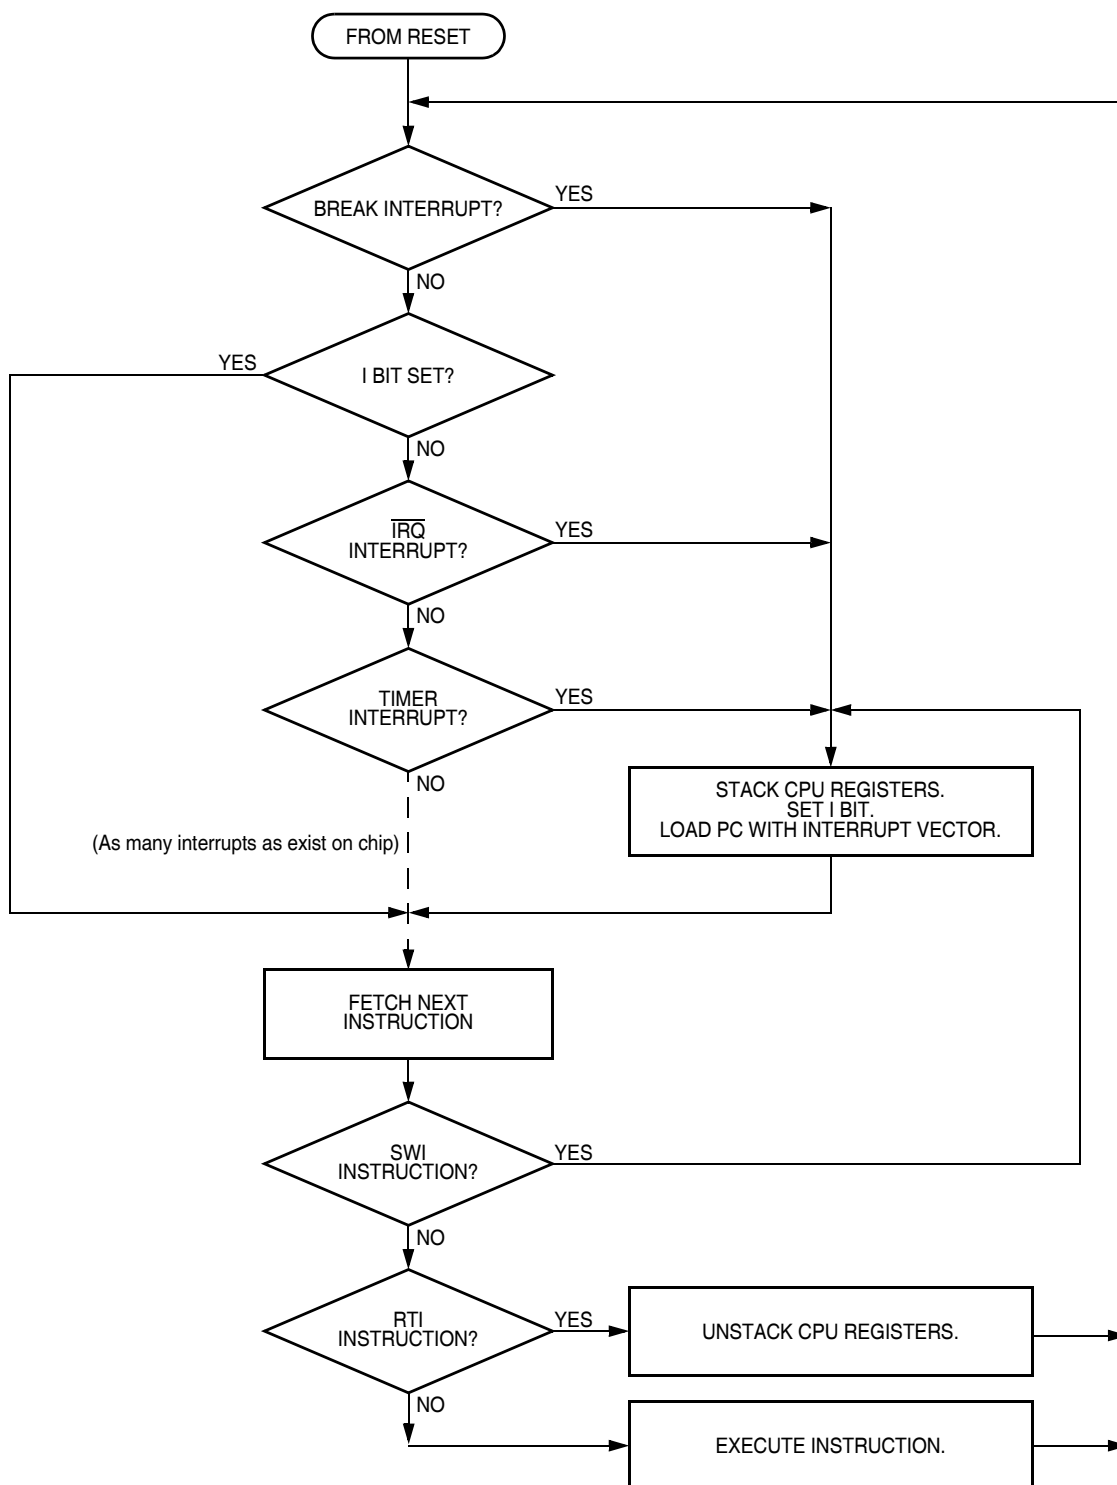 FROM RESET
BREAK INTERRUPT?
YES
NO
YES
I BIT SET?
NO
IRQ
INTERRUPT?
YES
NO
TIMER
INTERRUPT?
YES
NO
STACK CPU REGISTERS.
SET I BIT.
LOAD PC WITH INTERRUPT VECTOR.
(As many interrupts as exist on chip)
FETCH NEXT
INSTRUCTION
SWI
INSTRUCTION?
YES
NO
RTI
INSTRUCTION?
YES
UNSTACK CPU REGISTERS.
NO
EXECUTE INSTRUCTION.